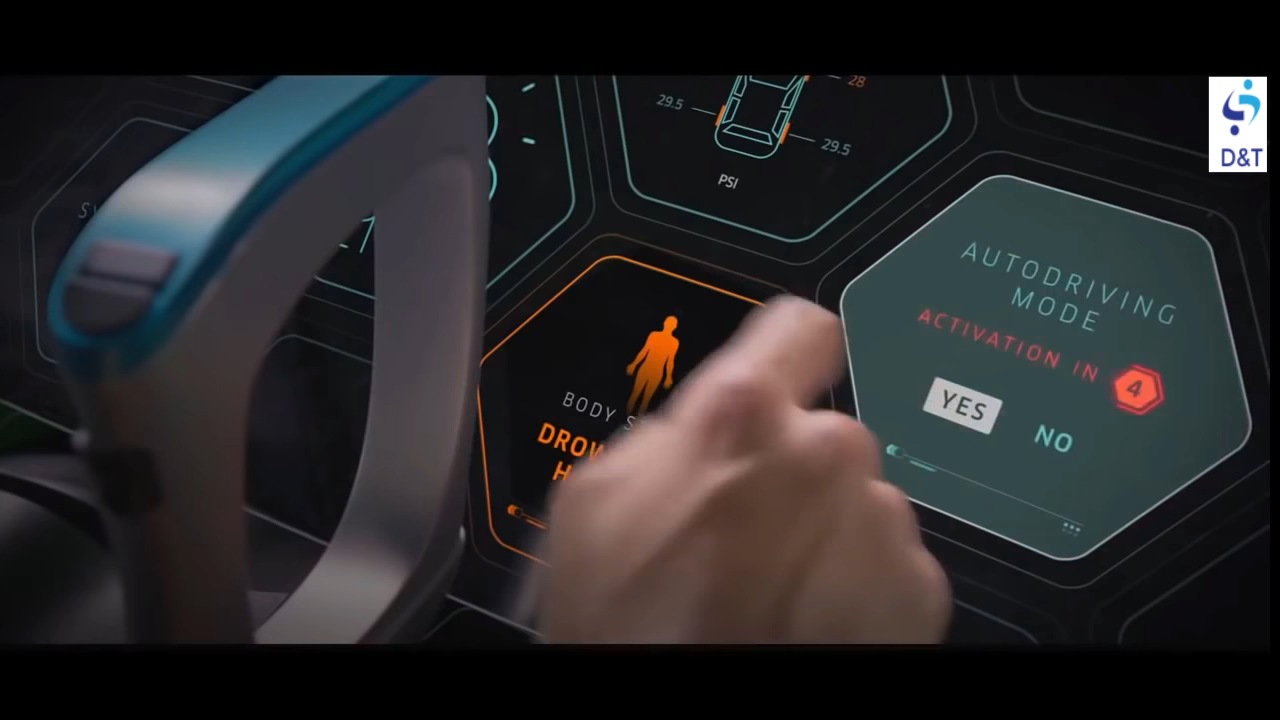 28
29.5
29.5
PSI
D&T
AUTODRIVING
MODE
ACTIVATION IN 4
YES
NO
BODY